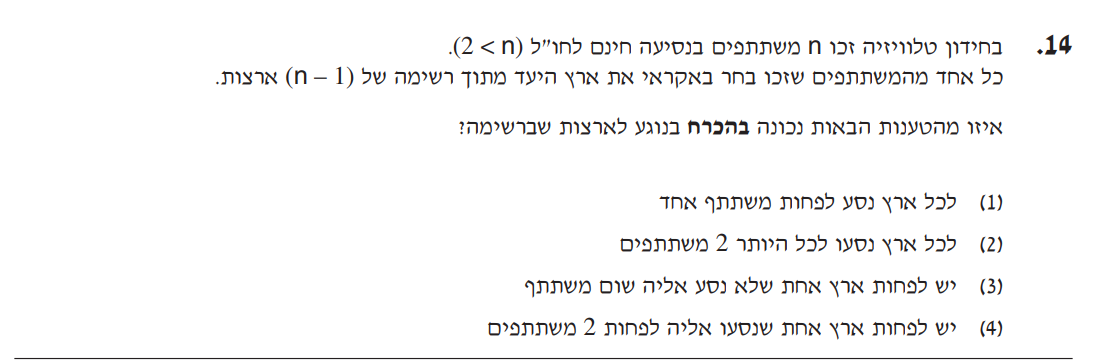 14. בחידון טלוויזיה זכו n משתתפים בנסיעה חינם לחו"ל (2 < n).
כל אחד מהמשתתפים שזכו בחר באקראי את ארץ היעד מתוך רשימה של (n – 1) ארצות.
איזו מהטענות הבאות נכונה בהכרח בנוגע לארצות שברשימה?
(1) לכל ארץ נסע לפחות משתתף אחד
(2) לכל ארץ נסעו לכל היותר 2 משתתפים
(3) יש לפחות ארץ אחת שלא נסע אליה שום משתתף
(4) יש לפחות ארץ אחת שנסעו אליה לפחות 2 משתתפים